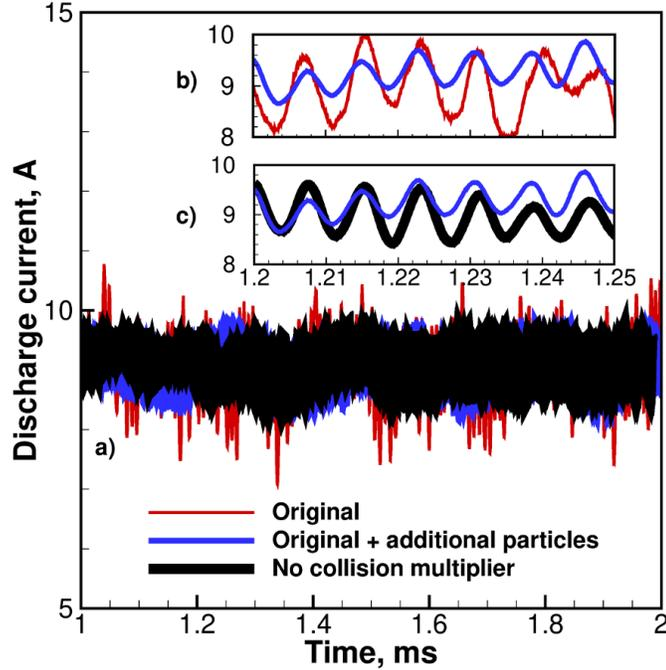 15
10
5
Discharge current, A
b)
10
9
8
c)
10
9
8
1.2 1.21 1.22 1.23 1.24 1.25
a)
Original
Original + additional particles
No collision multiplier
1 1.2 1.4 1.6 1.8 2
Time, ms